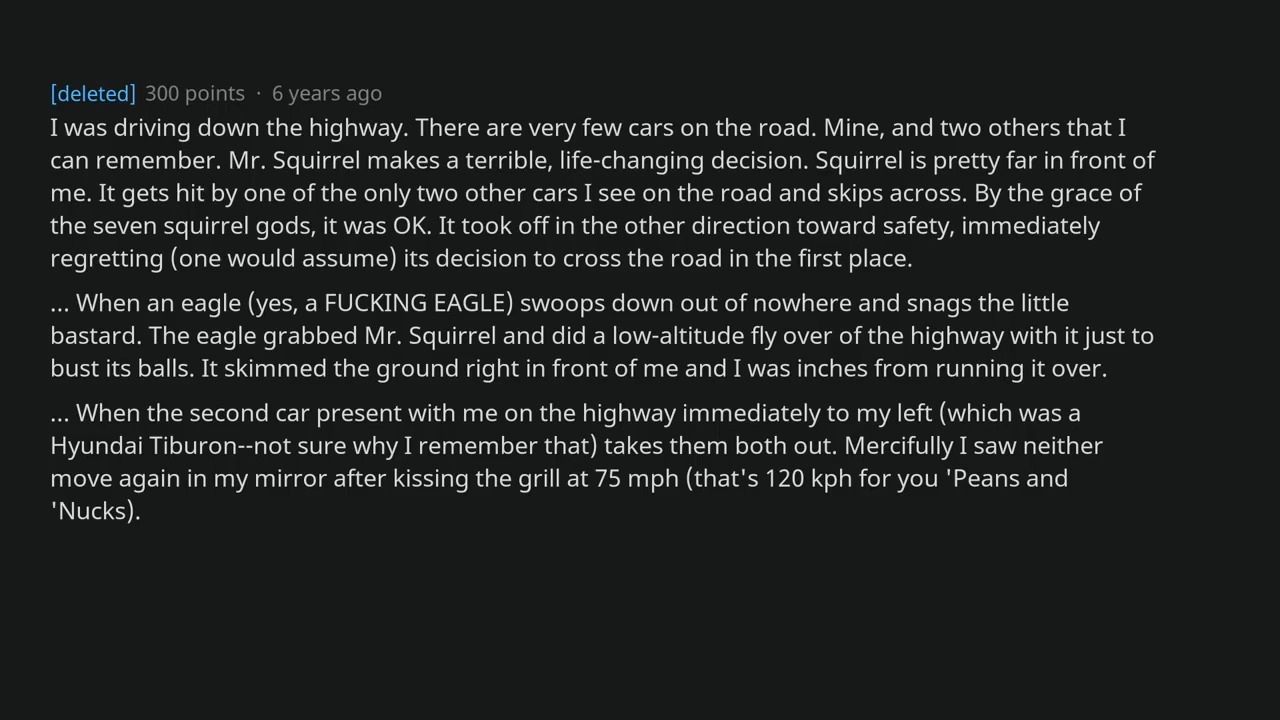 [deleted] 300 points · 6 years ago
I was driving down the highway. There are very few cars on the road. Mine, and two others that I
can remember. Mr. Squirrel makes a terrible, life-changing decision. Squirrel is pretty far in front of
me. It gets hit by one of the only two other cars I see on the road and skips across. By the grace of
the seven squirrel gods, it was OK. It took off in the other direction toward safety, immediately
regretting (one would assume) its decision to cross the road in the first place.
... When an eagle (yes, a FUCKING EAGLE) swoops down out of nowhere and snags the little
bastard. The eagle grabbed Mr. Squirrel and did a low-altitude fly over of the highway with it just to
bust its balls. It skimmed the ground right in front of me and I was inches from running it over.
... When the second car present with me on the highway immediately to my left (which was a
Hyundai Tiburon--not sure why I remember that) takes them both out. Mercifully I saw neither
move again in my mirror after kissing the grill at 75 mph (that's 120 kph for you 'Peans and
'Nucks).